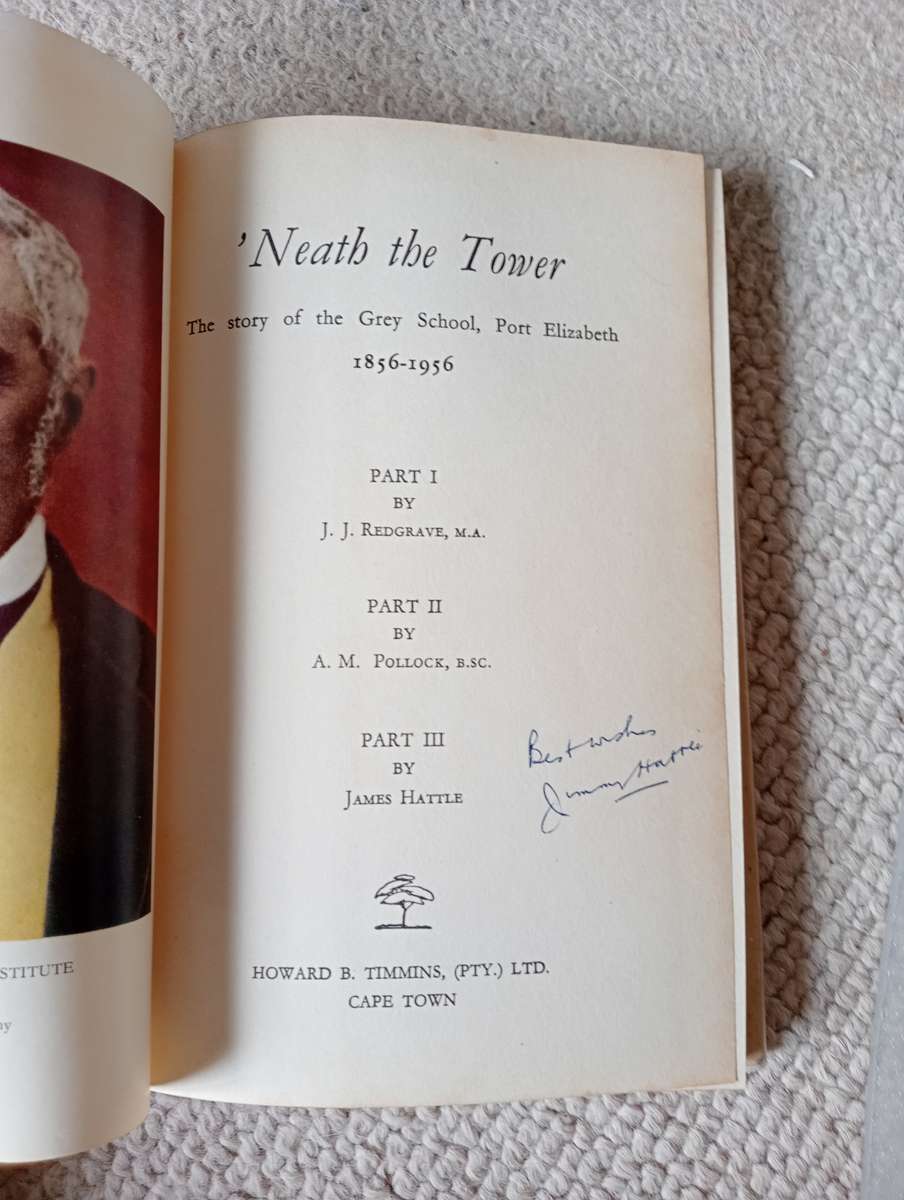 'Neath the Tower
The story of the Grey School, Port Elizabeth
1856-1956
PART I
BY
J. J. REDGRAVE, M.A.
PART II
BY
A. M. POLLOCK, B.SC.
PART III
BY
JAMES HATTLE
Best wishes
Jimmy Hattle
HOWARD B. TIMMINS, (PTY.) LTD.
CAPE TOWN
STITUTE